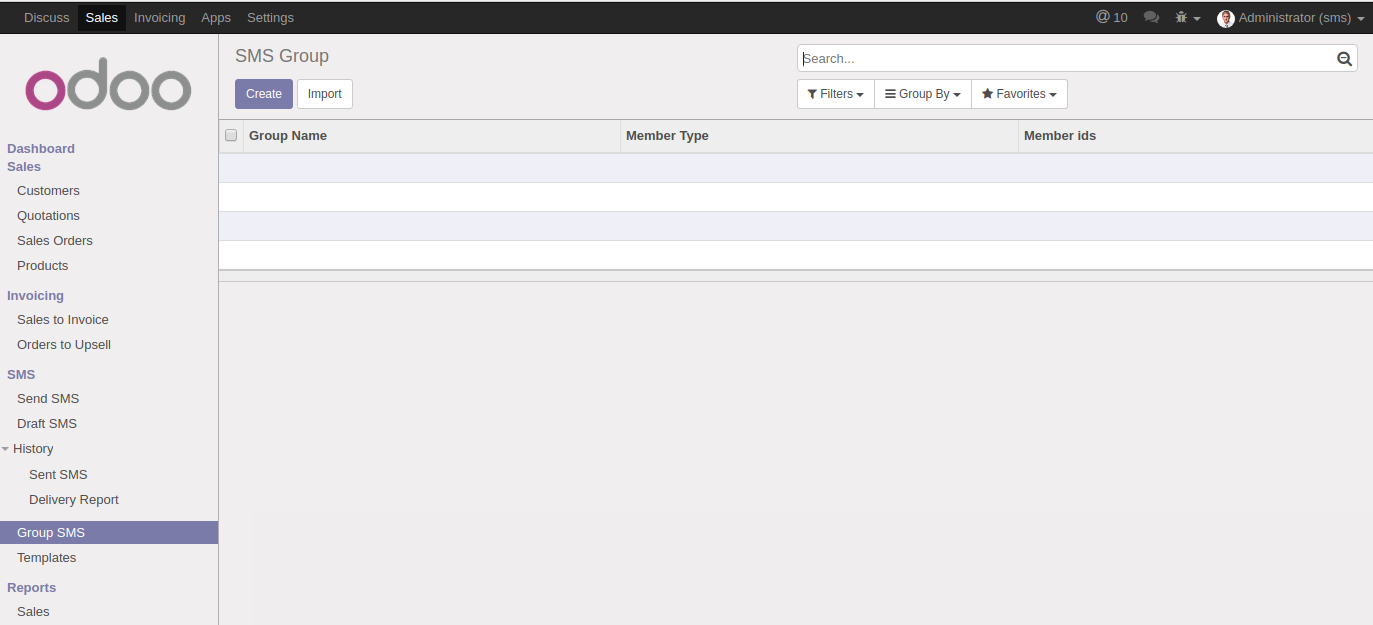 Discuss Sales Invoicing Apps Settings @ 10 Administrator (sms)
odoo
SMS Group
Search...
Create Import
Filters Group By Favorites
Group Name Member Type Member ids
Dashboard
Sales
Customers
Quotations
Sales Orders
Products
Invoicing
Sales to Invoice
Orders to Upsell
SMS
Send SMS
Draft SMS
History
Sent SMS
Delivery Report
Group SMS
Templates
Reports
Sales